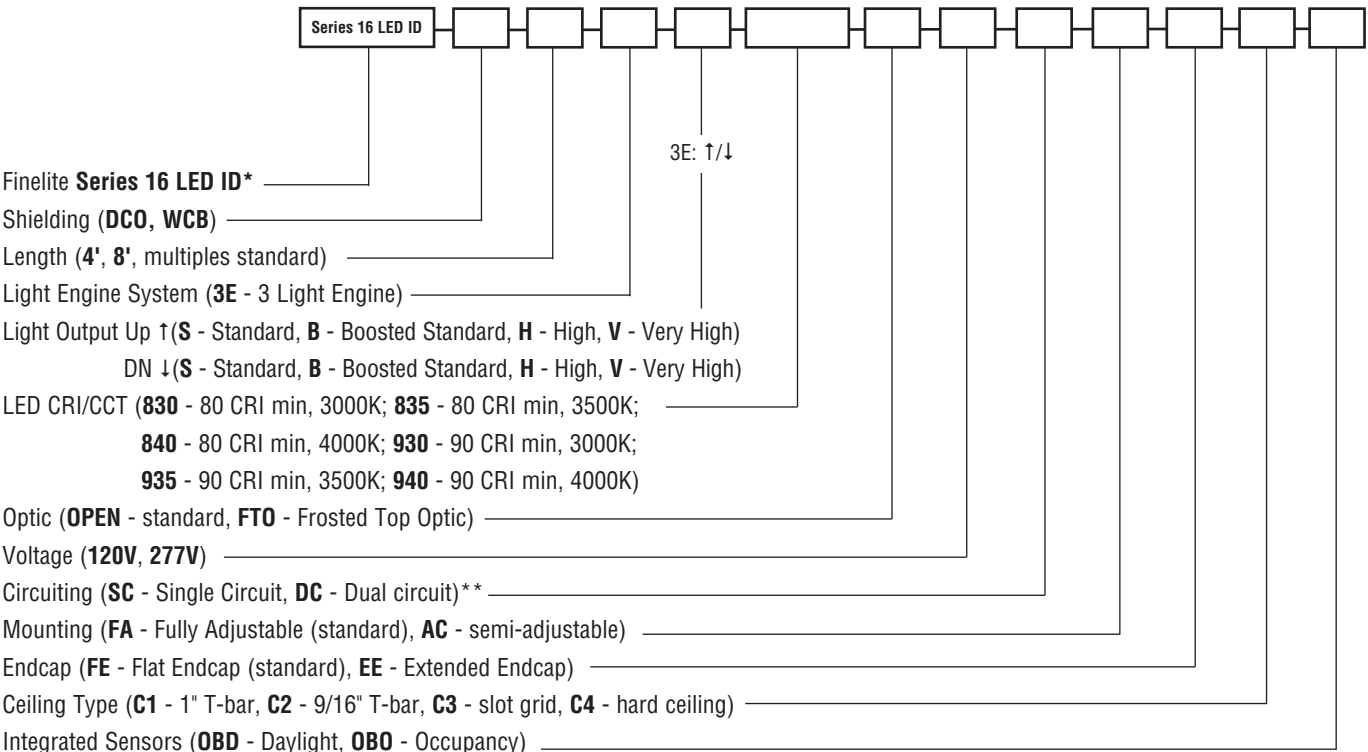 Series 16 LED ID
3E: ↑/↓
Finelite Series 16 LED ID*
Shielding (DCO, WCB)
Length (4', 8', multiples standard)
Light Engine System (3E - 3 Light Engine)
Light Output Up ↑(S - Standard, B - Boosted Standard, H - High, V - Very High)
DN ↓(S - Standard, B - Boosted Standard, H - High, V - Very High)
LED CRI/CCT (830 - 80 CRI min, 3000K; 835 - 80 CRI min, 3500K;
840 - 80 CRI min, 4000K; 930 - 90 CRI min, 3000K;
935 - 90 CRI min, 3500K; 940 - 90 CRI min, 4000K)
Optic (OPEN - standard, FTO - Frosted Top Optic)
Voltage (120V, 277V)
Circuiting (SC - Single Circuit, DC - Dual circuit)**
Mounting (FA - Fully Adjustable (standard), AC - semi-adjustable)
Endcap (FE - Flat Endcap (standard), EE - Extended Endcap)
Ceiling Type (C1 - 1" T-bar, C2 - 9/16" T-bar, C3 - slot grid, C4 - hard ceiling)
Integrated Sensors (OBD - Daylight, OBO - Occupancy)